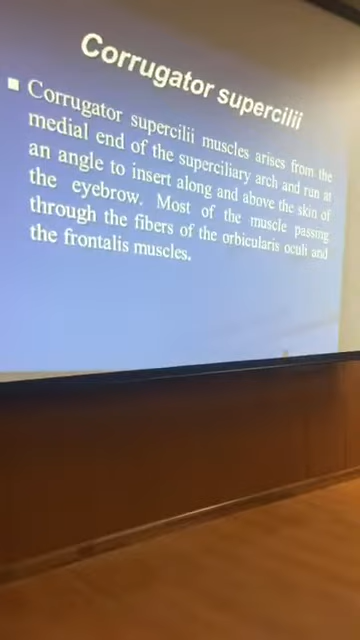 Corrugator supercilii
Corrugator supercilii muscles arises from the
medial end of the superciliary arch and run at
an angle to insert along and above the skin of
the eyebrow. Most of the muscle passing
through the fibers of the orbicularis oculi and
the frontalis muscles.